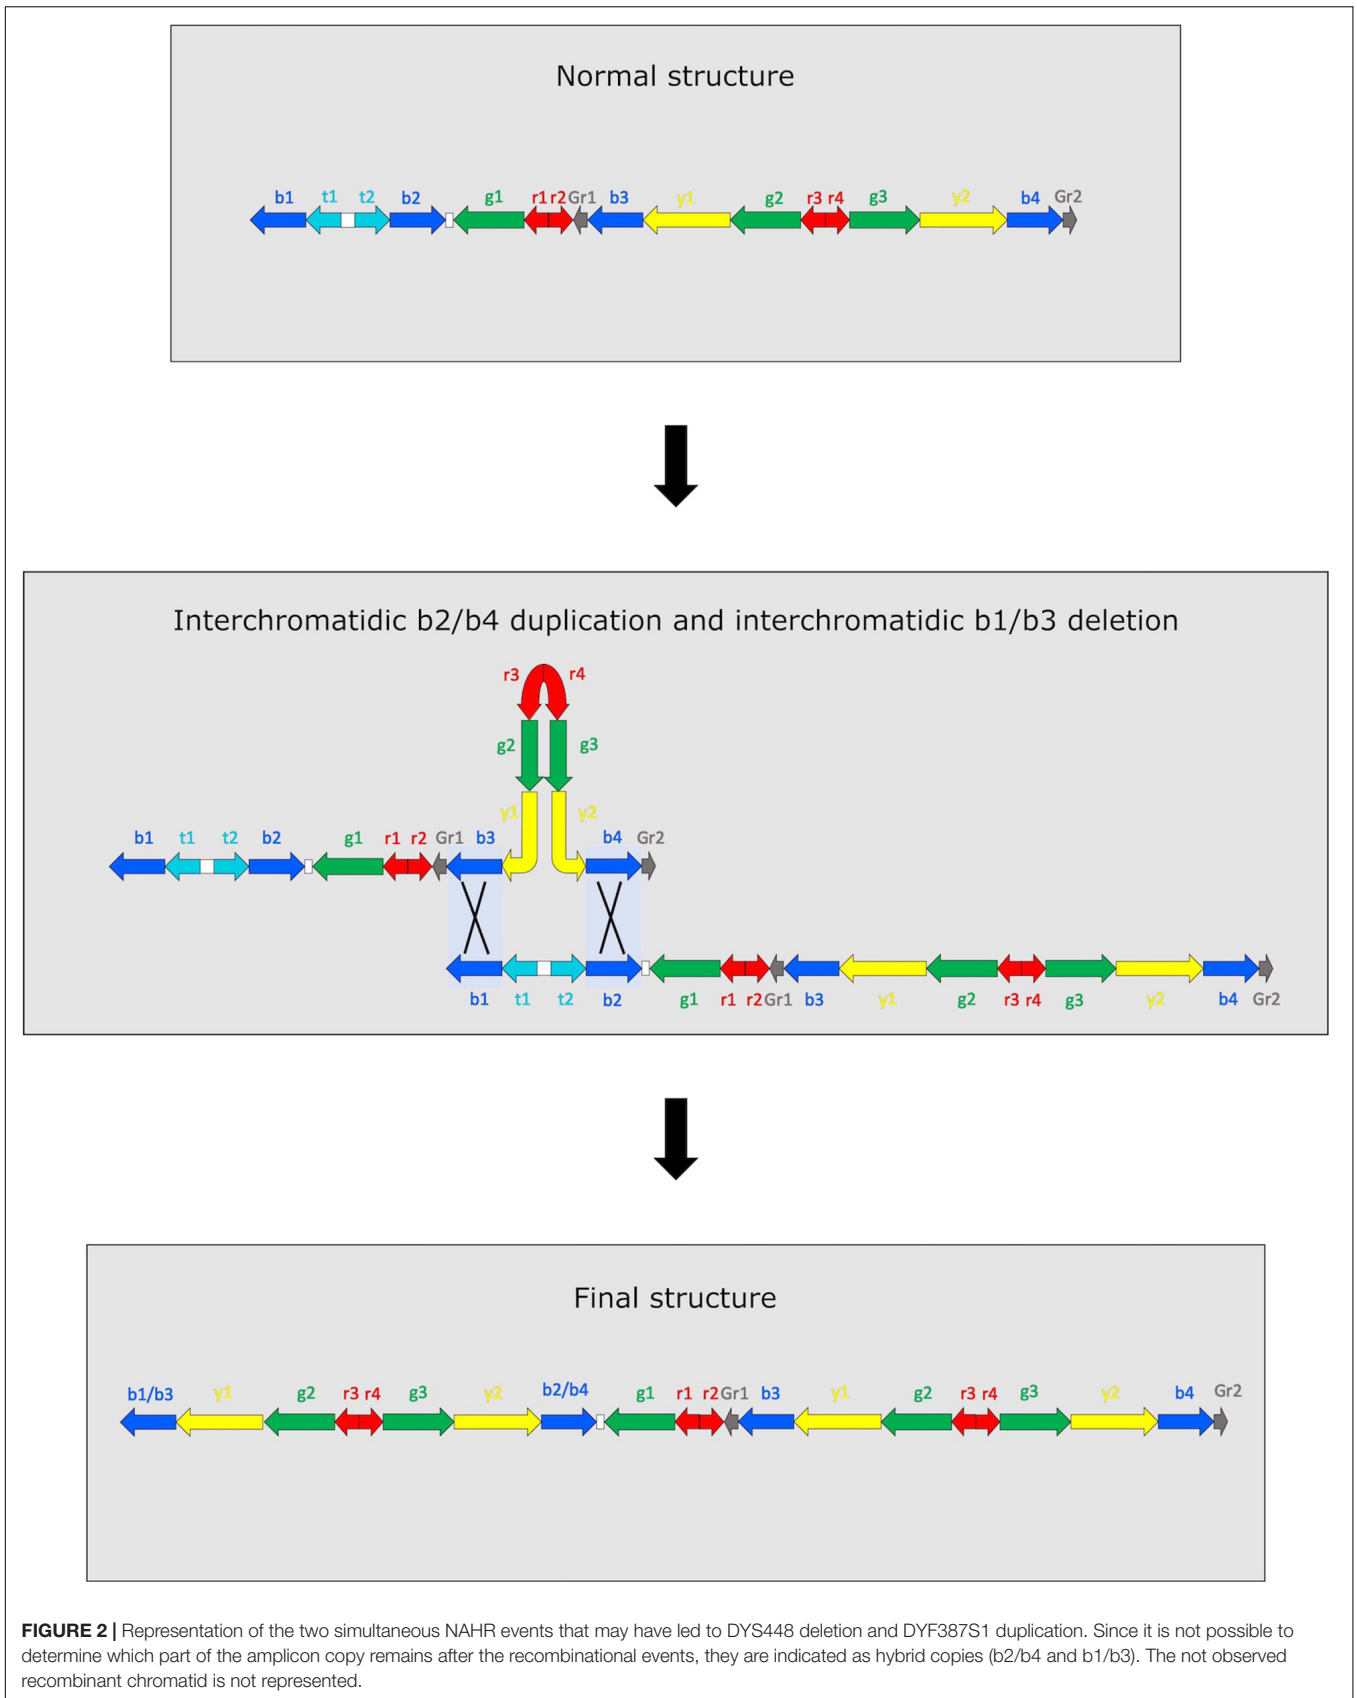 Normal structure
b1 t1 t2 b2 g1 r1 r2 Gr1 b3 y1 g2 r3 r4 g3 y2 b4 Gr2
Interchromatidic b2/b4 duplication and interchromatidic b1/b3 deletion
r3 r4
g2 g3
y1 y2
b1 t1 t2 b2 g1 r1 r2 Gr1 b3 b4 Gr2
b1 t1 t2 b2 g1 r1 r2 Gr1 b3 y1 g2 r3 r4 g3 y2 b4 Gr2
Final structure
b1/b3 y1 g2 r3 r4 g3 y2 b2/b4 g1 r1 r2 Gr1 b3 y1 g2 r3 r4 g3 y2 b4 Gr2
FIGURE 2 | Representation of the two simultaneous NAHR events that may have led to DYS448 deletion and DYF387S1 duplication. Since it is not possible to
determine which part of the amplicon copy remains after the recombinational events, they are indicated as hybrid copies (b2/b4 and b1/b3). The not observed
recombinant chromatid is not represented.